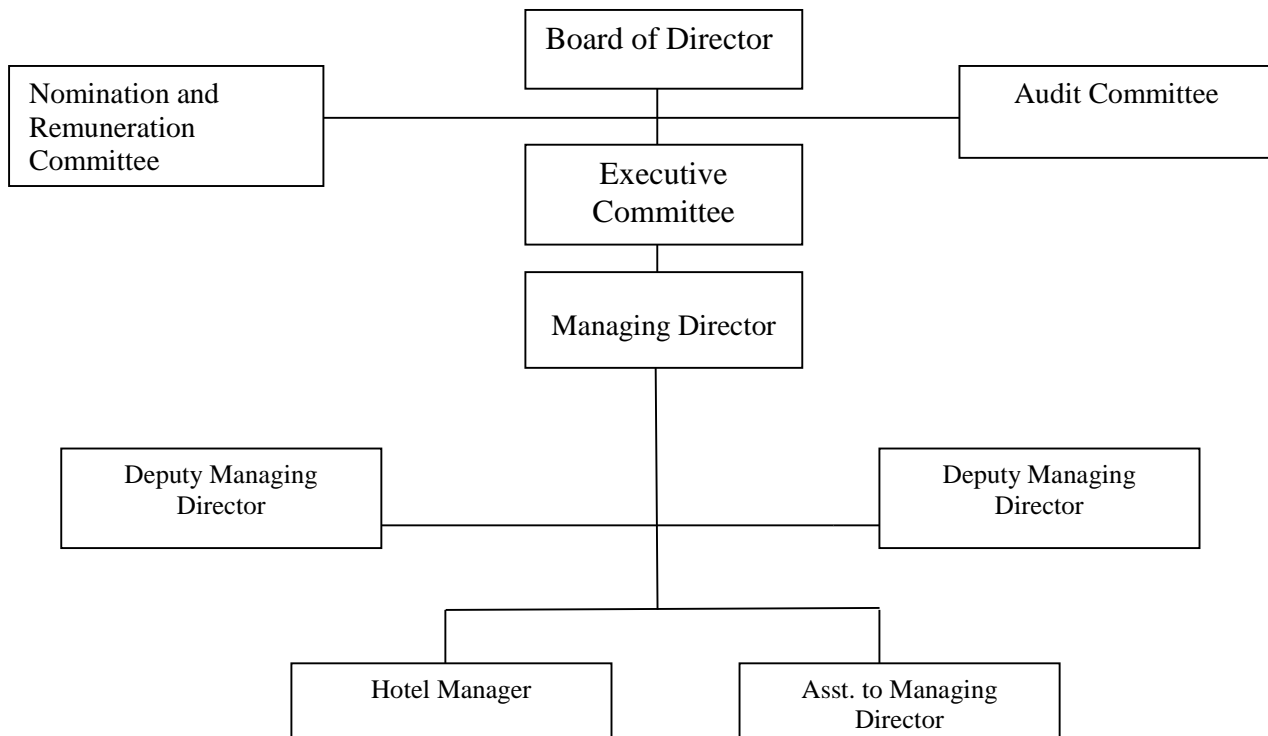 Board of Director
Nomination and
Remuneration
Committee
Audit Committee
Executive
Committee
Managing Director
Deputy Managing
Director
Deputy Managing
Director
Hotel Manager
Asst. to Managing
Director